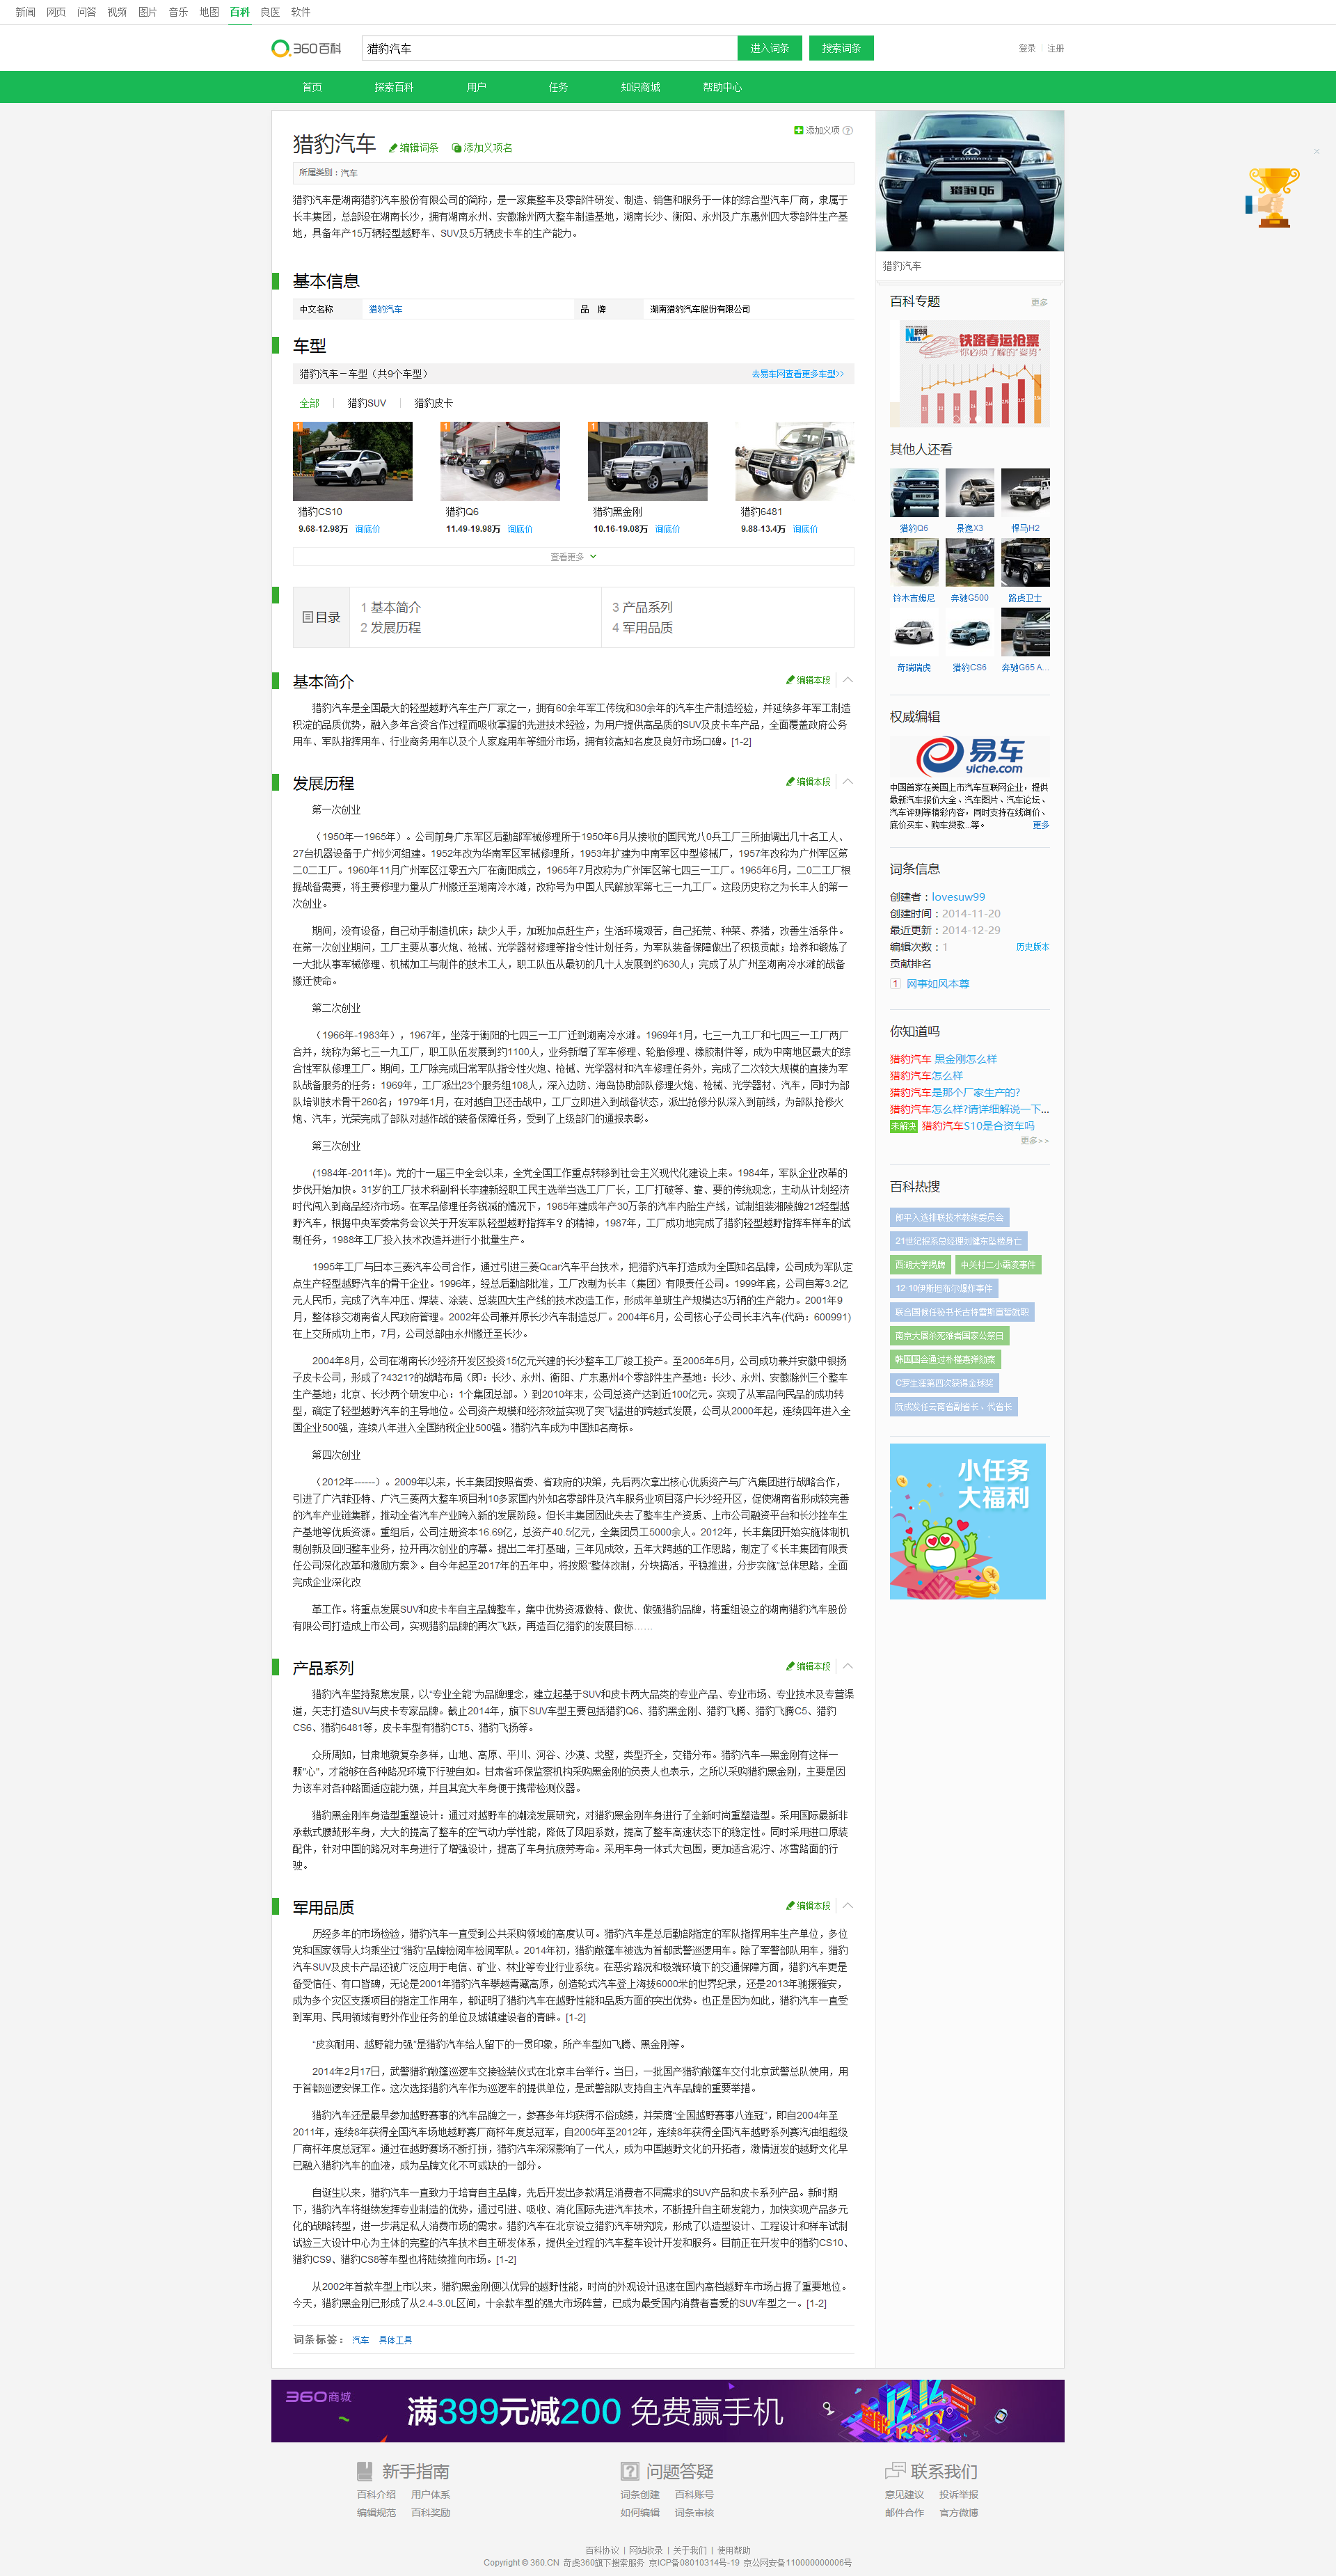 新闻 网页 问答 视频 图片 音乐 地图 百科 良医 软件
360百科
猎豹汽车
进入词条
搜索词条
登录 注册
首页 探索百科 用户 任务 知识商城 帮助中心
添加义项
猎豹汽车 编辑词条 添加义项名
所属类别：汽车
猎豹汽车是湖南猎豹汽车股份有限公司的简称，是一家集整车及零部件研发、制造、销售和服务于一体的综合型汽车厂商，隶属于
长丰集团，总部设在湖南长沙，拥有湖南永州、安徽滁州两大整车制造基地，湖南长沙、衡阳、永州及广东惠州四大零部件生产基
地，具备年产15万辆轻型越野车、SUV及5万辆皮卡车的生产能力。
基本信息
中文名称 猎豹汽车 品 牌 湖南猎豹汽车股份有限公司
车型
猎豹汽车－车型（共9个车型） 去易车网查看更多车型>>
全部 猎豹SUV 猎豹皮卡
猎豹CS10 猎豹Q6 猎豹黑金刚 猎豹6481
9.68-12.98万 询底价 11.49-19.98万 询底价 10.16-19.08万 询底价 9.88-13.4万 询底价
查看更多
目录
1 基本简介
2 发展历程
3 产品系列
4 军用品质
基本简介 编辑本段
猎豹汽车是全国最大的轻型越野汽车生产厂家之一，拥有60余年军工传统和30余年的汽车生产制造经验，并延续多年军工制造
积淀的品质优势，融入多年合资合作过程而吸收掌握的先进技术经验，为用户提供高品质的SUV及皮卡车产品，全面覆盖政府公务
用车、军队指挥用车、行业商务用车以及个人家庭用车等细分市场，拥有较高知名度及良好市场口碑。[1-2]
发展历程 编辑本段
第一次创业
（1950年—1965年）。公司前身广东军区后勤部军械修理所于1950年6月从接收的国民党八0兵工厂三所抽调出几十名工人、
27台机器设备于广州沙河组建。1952年改为华南军区军械修理所，1953年扩建为中南军区中型修械厂，1957年改称为广州军区第
二0二工厂。1960年11月广州军区江零五六厂在衡阳成立，1965年7月改称为广州军区第七四三一工厂。1965年6月，二0二工厂根
据战备需要，将主要修理力量从广州搬迁至湖南冷水滩，改称号为中国人民解放军第七三一九工厂。这段历史称之为长丰人的第一
次创业。
期间，没有设备，自己动手制造机床；缺少人手，加班加点赶生产；生活环境艰苦，自己拓荒、种菜、养猪，改善生活条件。
在第一次创业期间，工厂主要从事火炮、枪械、光学器材修理等指令性计划任务，为军队装备保障做出了积极贡献；培养和锻炼了
一大批从事军械修理、机械加工与制件的技术工人，职工队伍从最初的几十人发展到约630人；完成了从广州至湖南冷水滩的战备
搬迁使命。
第二次创业
（1966年-1983年），1967年，坐落于衡阳的七四三一工厂迁到湖南冷水滩。1969年1月，七三一九工厂和七四三一工厂两厂
合并，统称为第七三一九工厂，职工队伍发展到约1100人，业务新增了军车修理、轮胎修理、橡胶制件等，成为中南地区最大的综
合性军队修理工厂。期间，工厂除完成日常军队指令性火炮、枪械、光学器材和汽车修理任务外，完成了二次较大规模的直接为军
队战备服务的任务：1969年，工厂派出23个服务组108人，深入边防、海岛协助部队修理火炮、枪械、光学器材、汽车，同时为部
队培训技术骨干260名；1979年1月，在对越自卫还击战中，工厂立即进入到战备状态，派出抢修分队深入到前线，为部队抢修火
炮、汽车，光荣完成了部队对越作战的装备保障任务，受到了上级部门的通报表彰。
第三次创业
(1984年-2011年)。党的十一届三中全会以来，全党全国工作重点转移到社会主义现代化建设上来。1984年，军队企业改革的
步伐开始加快。31岁的工厂技术科副科长李建新经职工民主选举当选工厂厂长，工厂打破等、靠、要的传统观念，主动从计划经济
时代闯入到商品经济市场。在军品修理任务锐减的情况下，1985年建成年产30万条的汽车内胎生产线，试制组装湘陵牌212轻型越
野汽车，根据中央军委常务会议关于开发军队轻型越野指挥车？的精神，1987年，工厂成功地完成了猎豹轻型越野指挥车样车的试
制任务，1988年工厂投入技术改造并进行小批量生产。
1995年工厂与日本三菱汽车公司合作，通过引进三菱Qcar汽车平台技术，把猎豹汽车打造成为全国知名品牌，公司成为军队定
点生产轻型越野汽车的骨干企业。1996年，经总后勤部批准，工厂改制为长丰（集团）有限责任公司。1999年底，公司自筹3.2亿
元人民币，完成了汽车冲压、焊装、涂装、总装四大生产线的技术改造工作，形成年单班生产规模达3万辆的生产能力。2001年9
月，整体移交湖南省人民政府管理。2002年公司兼并原长沙汽车制造总厂。2004年6月，公司核心子公司长丰汽车(代码：600991)
在上交所成功上市，7月，公司总部由永州搬迁至长沙。
2004年8月，公司在湖南长沙经济开发区投资15亿元兴建的长沙整车工厂竣工投产。至2005年5月，公司成功兼并安徽中银扬
子皮卡公司，形成了?4321?的战略布局（即：长沙、永州、衡阳、广东惠州4个零部件生产基地；长沙、永州、安徽滁州三个整车
生产基地；北京、长沙两个研发中心；1个集团总部。）到2010年末，公司总资产达到近100亿元。实现了从军品向民品的成功转
型，确定了轻型越野汽车的主导地位。公司资产规模和经济效益实现了突飞猛进的跨越式发展，公司从2000年起，连续四年进入全
国企业500强，连续八年进入全国纳税企业500强。猎豹汽车成为中国知名商标。
第四次创业
（2012年------）。2009年以来，长丰集团按照省委、省政府的决策，先后两次拿出核心优质资产与广汽集团进行战略合作，
引进了广汽菲亚特、广汽三菱两大整车项目利10多家国内外知名零部件及汽车服务业项目落户长沙经开区，促使湖南省形成较完善
的汽车产业链集群，推动全省汽车产业跨入新的发展阶段。但长丰集团因此失去了整车生产资质、上市公司融资平台和长沙挂车生
产基地等优质资源。重组后，公司注册资本16.69亿，总资产40.5亿元，全集团员工5000余人。2012年，长丰集团开始实施体制机
制创新及回归整车业务，拉开再次创业的序幕。提出二年打基础，三年见成效，五年大跨越的工作思路，制定了《长丰集团有限责
任公司深化改革和激励方案》。自今年起至2017年的五年中，将按照“整体改制，分块搞活，平稳推进，分步实施”总体思路，全面
完成企业深化改
革工作。将重点发展SUV和皮卡车自主品牌整车，集中优势资源做特、做优、做强猎豹品牌，将重组设立的湖南猎豹汽车股份
有限公司打造成上市公司，实现猎豹品牌的再次飞跃，再造百亿猎豹的发展目标……
产品系列 编辑本段
猎豹汽车坚持聚焦发展，以“专业全能”为品牌理念，建立起基于SUV和皮卡两大品类的专业产品、专业市场、专业技术及专营渠
道，矢志打造SUV与皮卡专家品牌。截止2014年，旗下SUV车型主要包括猎豹Q6、猎豹黑金刚、猎豹飞腾、猎豹飞腾C5、猎豹
CS6、猎豹6481等，皮卡车型有猎豹CT5、猎豹飞扬等。
众所周知，甘肃地貌复杂多样，山地、高原、平川、河谷、沙漠、戈壁，类型齐全，交错分布。猎豹汽车—黑金刚有这样一
颗“心”，才能够在各种路况环境下行驶自如。甘肃省环保监察机构采购黑金刚的负责人也表示，之所以采购猎豹黑金刚，主要是因
为该车对各种路面适应能力强，并且其宽大车身便于携带检测仪器。
猎豹黑金刚车身造型重塑设计：通过对越野车的潮流发展研究，对猎豹黑金刚车身进行了全新时尚重塑造型。采用国际最新非
承载式腰鼓形车身，大大的提高了整车的空气动力学性能，降低了风阻系数，提高了整车高速状态下的稳定性。同时采用进口原装
配件，针对中国的路况对车身进行了增强设计，提高了车身抗疲劳寿命。采用车身一体式大包围，更加适合泥泞、冰雪路面的行
驶。
军用品质 编辑本段
历经多年的市场检验，猎豹汽车一直受到公共采购领域的高度认可。猎豹汽车是总后勤部指定的军队指挥用车生产单位，多位
党和国家领导人均乘坐过“猎豹”品牌检阅车检阅军队。2014年初，猎豹敞篷车被选为首都武警巡逻用车。除了军警部队用车，猎豹
汽车SUV及皮卡产品还被广泛应用于电信、矿业、林业等专业行业系统。在恶劣路况和极端环境下的交通保障方面，猎豹汽车更是
备受信任、有口皆碑，无论是2001年猎豹汽车攀越青藏高原，创造轮式汽车登上海拔6000米的世界纪录，还是2013年驰援雅安，
成为多个灾区支援项目的指定工作用车，都证明了猎豹汽车在越野性能和品质方面的突出优势。也正是因为如此，猎豹汽车一直受
到军用、民用领域有野外作业任务的单位及城镇建设者的青睐。[1-2]
“皮实耐用、越野能力强”是猎豹汽车给人留下的一贯印象，所产车型如飞腾、黑金刚等。
2014年2月17日，武警猎豹敞篷巡逻车交接验装仪式在北京丰台举行。当日，一批国产猎豹敞篷车交付北京武警总队使用，用
于首都巡逻安保工作。这次选择猎豹汽车作为巡逻车的提供单位，是武警部队支持自主汽车品牌的重要举措。
猎豹汽车还是最早参加越野赛事的汽车品牌之一，参赛多年均获得不俗成绩，并荣膺“全国越野赛事八连冠”，即自2004年至
2011年，连续8年获得全国汽车场地越野赛厂商杯年度总冠军，自2005年至2012年，连续8年获得全国汽车越野系列赛汽油组超级
厂商杯年度总冠军。通过在越野赛场不断打拼，猎豹汽车深深影响了一代人，成为中国越野文化的开拓者，激情迸发的越野文化早
已融入猎豹汽车的血液，成为品牌文化不可或缺的一部分。
自诞生以来，猎豹汽车一直致力于培育自主品牌，先后开发出多款满足消费者不同需求的SUV产品和皮卡系列产品。新时期
下，猎豹汽车将继续发挥专业制造的优势，通过引进、吸收、消化国际先进汽车技术，不断提升自主研发能力，加快实现产品多元
化的战略转型，进一步满足私人消费市场的需求。猎豹汽车在北京设立猎豹汽车研究院，形成了以造型设计、工程设计和样车试制
试验三大设计中心为主体的完整的汽车技术自主研发体系，提供全过程的汽车整车设计开发和服务。目前正在开发中的猎豹CS10、
猎豹CS9、猎豹CS8等车型也将陆续推向市场。[1-2]
从2002年首款车型上市以来，猎豹黑金刚便以优异的越野性能，时尚的外观设计迅速在国内高档越野车市场占据了重要地位。
今天，猎豹黑金刚已形成了从2.4-3.0L区间，十余款车型的强大市场阵营，已成为最受国内消费者喜爱的SUV车型之一。[1-2]
词条标签： 汽车 具体工具
猎豹 Q6
猎豹汽车
百科专题 更多
新华网
News
铁路春运抢票
你必须了解的“姿势”
其他人还看
猎豹Q6 景逸X3 悍马H2
铃木吉姆尼 奔驰G500 路虎卫士
奇瑞瑞虎 猎豹CS6 奔驰G65 A...
权威编辑
易车
yiche.com
中国首家在美国上市汽车互联网企业，提供
最新汽车报价大全、汽车图片、汽车论坛、
汽车评测等精彩内容，同时支持在线询价、
底价买车、购车贷款...等。 更多
词条信息
创建者：lovesuw99
创建时间：2014-11-20
最近更新：2014-12-29
编辑次数：1 历史版本
贡献排名
1 网事如风本尊
你知道吗
猎豹汽车 黑金刚怎么样
猎豹汽车怎么样
猎豹汽车是那个厂家生产的?
猎豹汽车怎么样?请详细解说一下...
未解决 猎豹汽车S10是合资车吗
更多>>
百科热搜
郎平入选排联技术教练委员会
21世纪报系总经理刘健东坠楼身亡
西湖大学揭牌 中关村二小霸凌事件
12·10伊斯坦布尔爆炸事件
联合国候任秘书长古特雷斯宣誓就职
南京大屠杀死难者国家公祭日
韩国国会通过朴槿惠弹劾案
C罗生涯第四次获得金球奖
阮成发任云南省副省长、代省长
小任务
大福利
360商城
满399元减200 免费赢手机
12.12
PARTY
新手指南 问题答疑 联系我们
百科介绍 用户体系 词条创建 百科账号 意见建议 投诉举报
编辑规范 百科奖励 如何编辑 词条审核 邮件合作 官方微博
百科协议 | 网站收录 | 关于我们 | 使用帮助
Copyright © 360.CN 奇虎360旗下搜索服务 京ICP备08010314号-19 京公网安备110000000006号